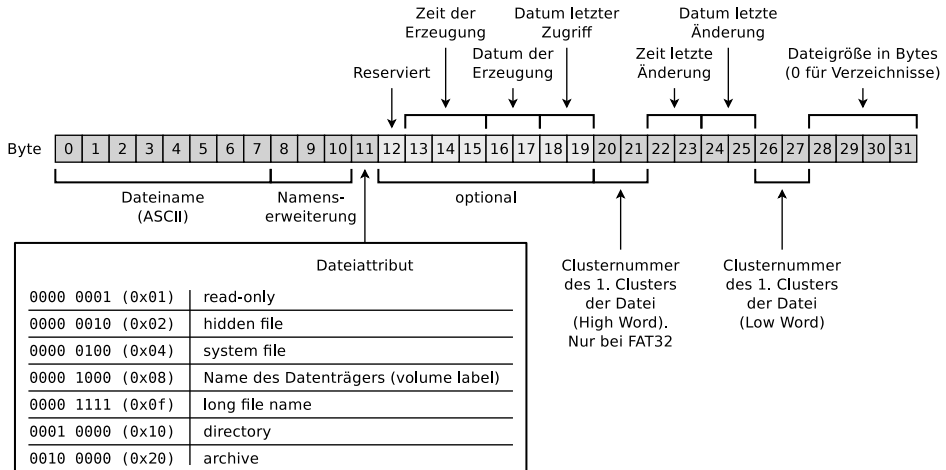 Zeit der
Erzeugung
Datum letzter
Zugriff
Datum letzte
Änderung
Reserviert
Datum der
Erzeugung
Zeit letzte
Änderung
Dateigröße in Bytes
(0 für Verzeichnisse)
Byte 0 1 2 3 4 5 6 7 8 9 10 11 12 13 14 15 16 17 18 19 20 21 22 23 24 25 26 27 28 29 30 31
Dateiname
(ASCII)
Namens-
erweiterung
optional
Clusternummer
des 1. Clusters
der Datei
(High Word).
Nur bei FAT32
Clusternummer
des 1. Clusters
der Datei
(Low Word)
Dateiattribut
0000 0001 (0x01) read-only
0000 0010 (0x02) hidden file
0000 0100 (0x04) system file
0000 1000 (0x08) Name des Datenträgers (volume label)
0000 1111 (0x0f) long file name
0001 0000 (0x10) directory
0010 0000 (0x20) archive